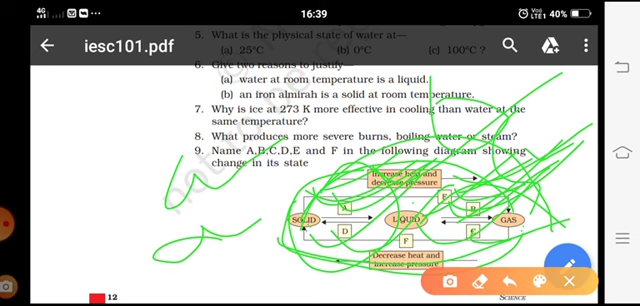 4G 16:39 Vo) LTE1 40%
iesc101.pdf
5. What is the physical state of water at—
(a) 25°C (b) 0°C (c) 100°C ?
6. Give two reasons to justify—
(a) water at room temperature is a liquid.
(b) an iron almirah is a solid at room temperature.
7. Why is ice at 273 K more effective in cooling than water at the
same temperature?
8. What produces more severe burns, boiling water or steam?
9. Name A,B,C,D,E and F in the following diagram showing
change in its state
Increase heat and
decrease pressure
E
A B
SOLID LIQUID GAS
D C
F
Decrease heat and
increase pressure
12 SCIENCE